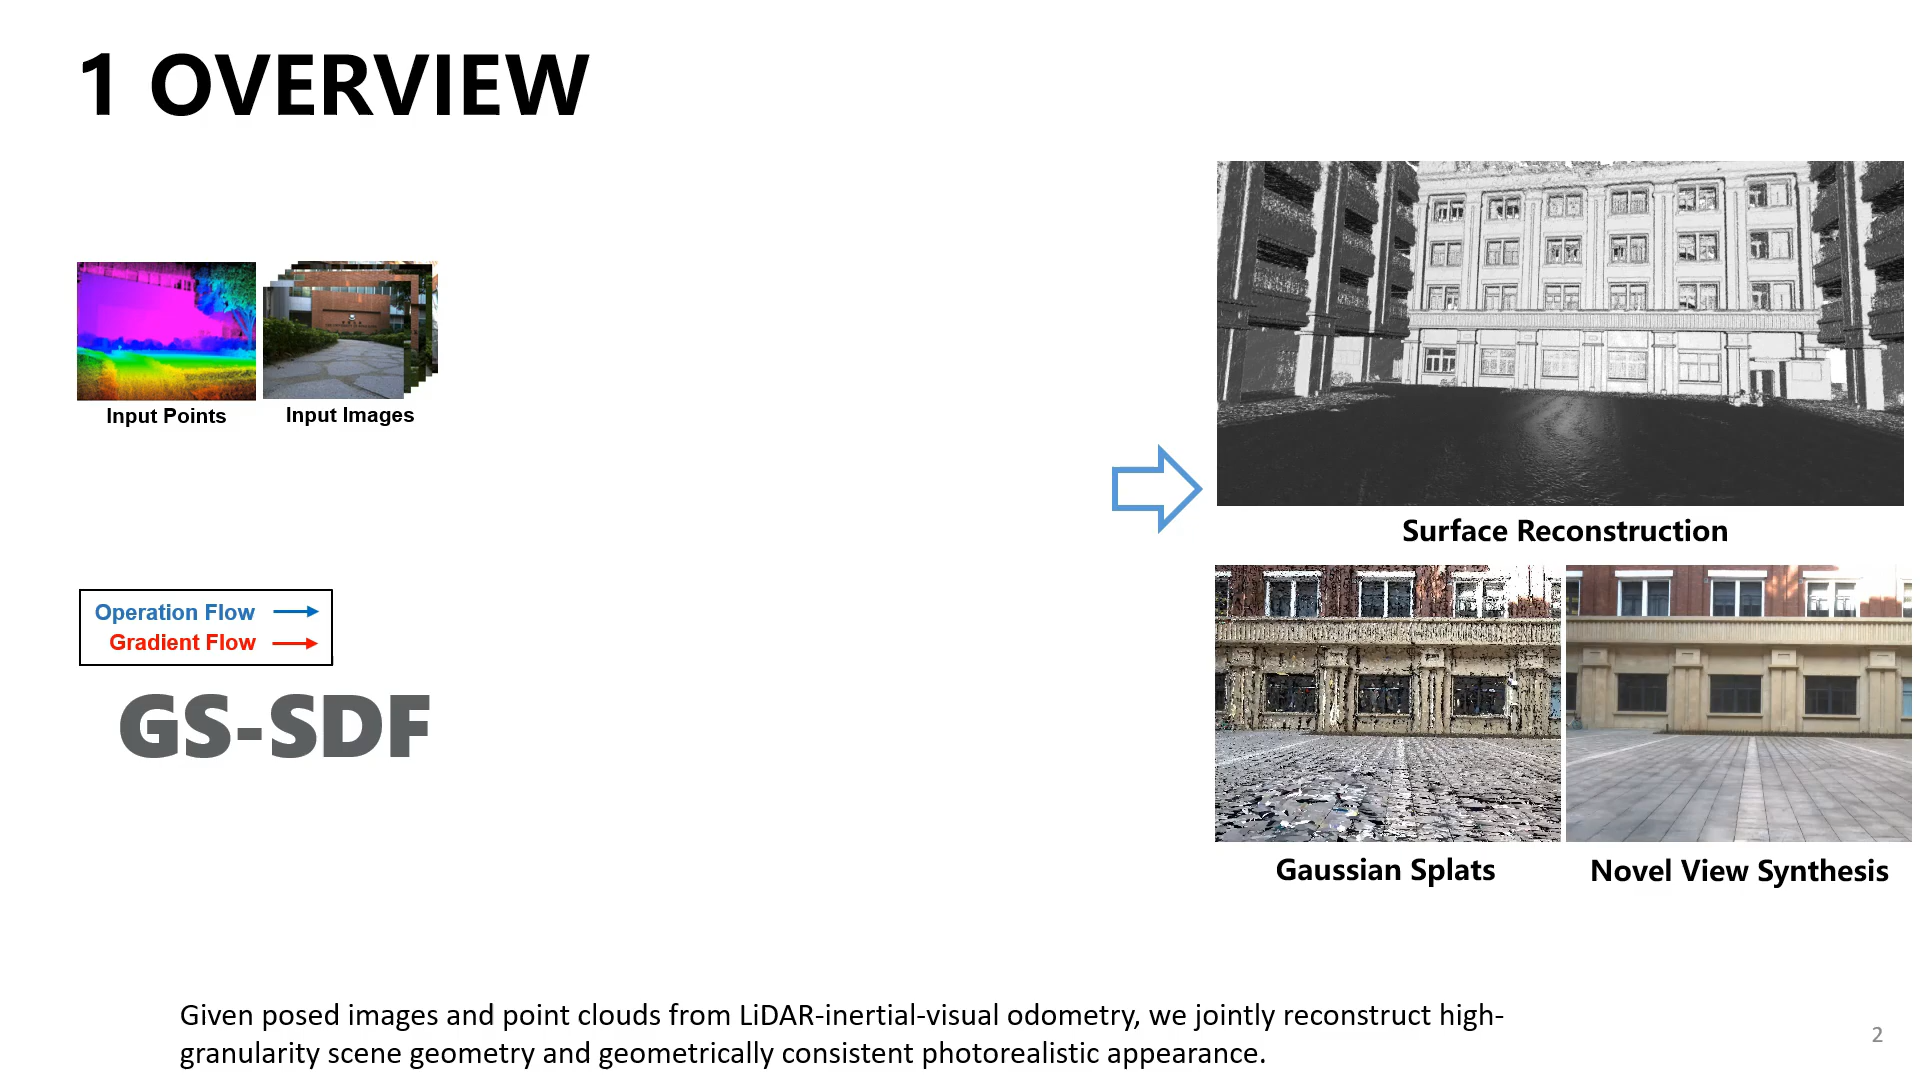 1 OVERVIEW
Input Points
Input Images
Surface Reconstruction
Operation Flow
Gradient Flow
GS-SDF
Gaussian Splats
Novel View Synthesis
Given posed images and point clouds from LiDAR-inertial-visual odometry, we jointly reconstruct high-
granularity scene geometry and geometrically consistent photorealistic appearance.
2